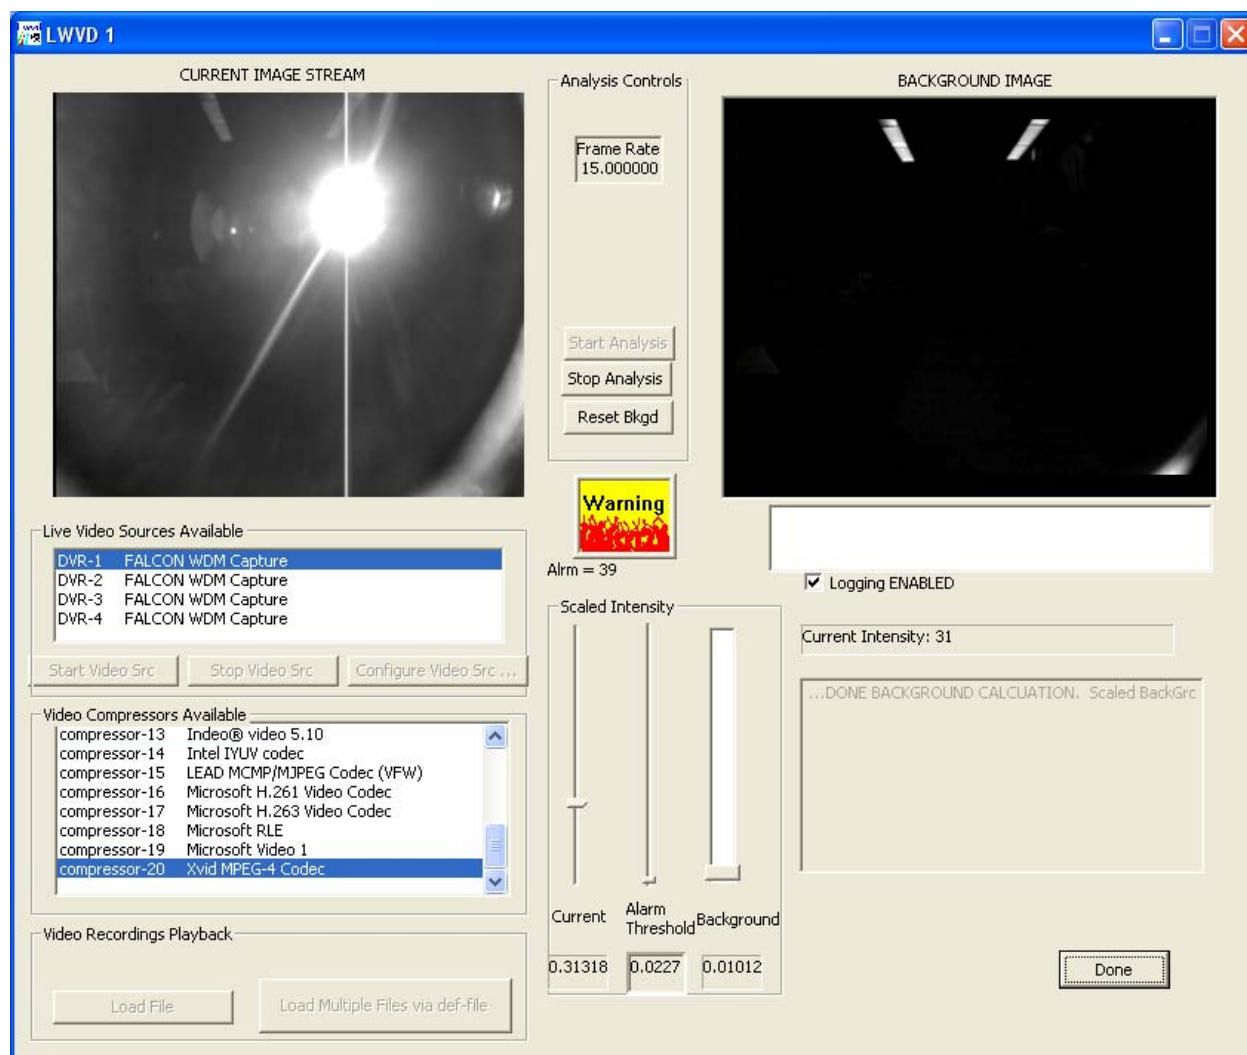 LWVD 1
CURRENT IMAGE STREAM
Analysis Controls
BACKGROUND IMAGE
Frame Rate
15.000000
Start Analysis
Stop Analysis
Reset Bkgd
Warning
Alrm = 39
Live Video Sources Available
DVR-1 FALCON WDM Capture
DVR-2 FALCON WDM Capture
DVR-3 FALCON WDM Capture
DVR-4 FALCON WDM Capture
Start Video Src
Stop Video Src
Configure Video Src ...
Video Compressors Available
compressor-13 Indeo® video 5.10
compressor-14 Intel IYUV codec
compressor-15 LEAD MCMP/MJPEG Codec (VFW)
compressor-16 Microsoft H.261 Video Codec
compressor-17 Microsoft H.263 Video Codec
compressor-18 Microsoft RLE
compressor-19 Microsoft Video 1
compressor-20 Xvid MPEG-4 Codec
Video Recordings Playback
Load File
Load Multiple Files via def-file
Scaled Intensity
Current
Alarm
Threshold
Background
0.31318
0.0227
0.01012
Logging ENABLED
Current Intensity: 31
...DONE BACKGROUND CALCUATION. Scaled BackGrc
Done